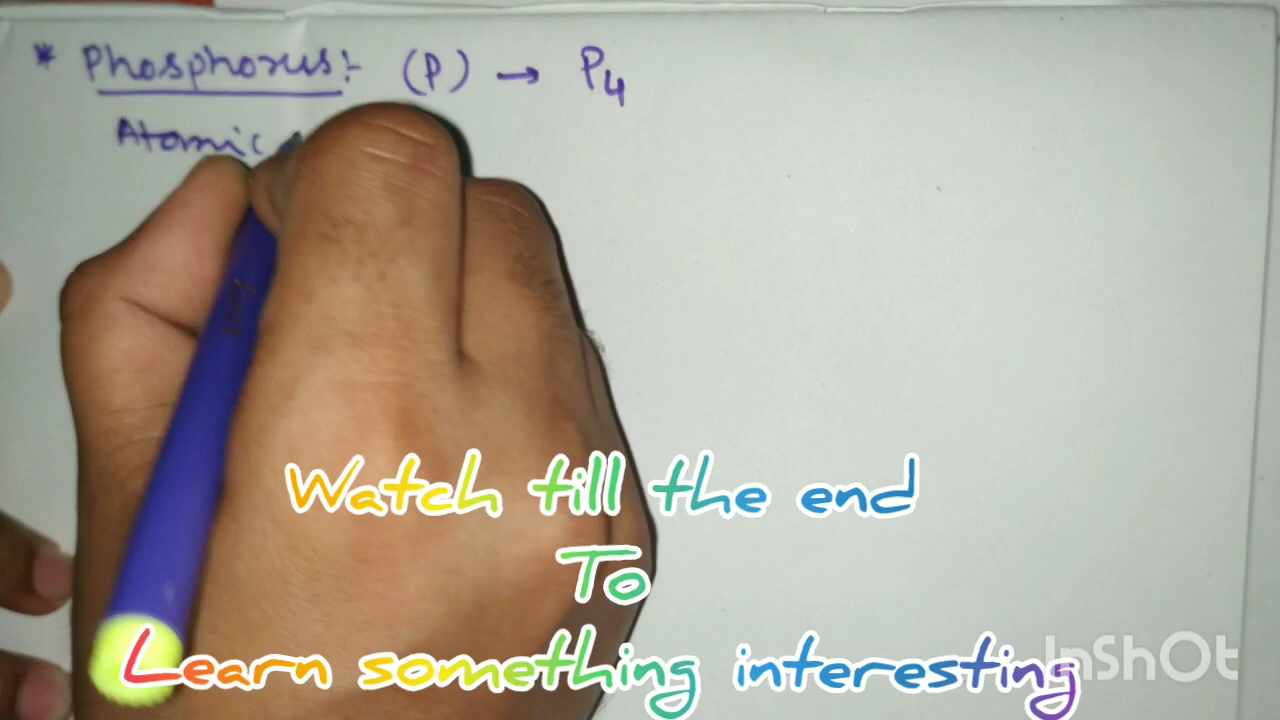 * Phosphorus:- (P) → P₄
Atomic
Watch till the end
To
Learn something interesting
InShOt